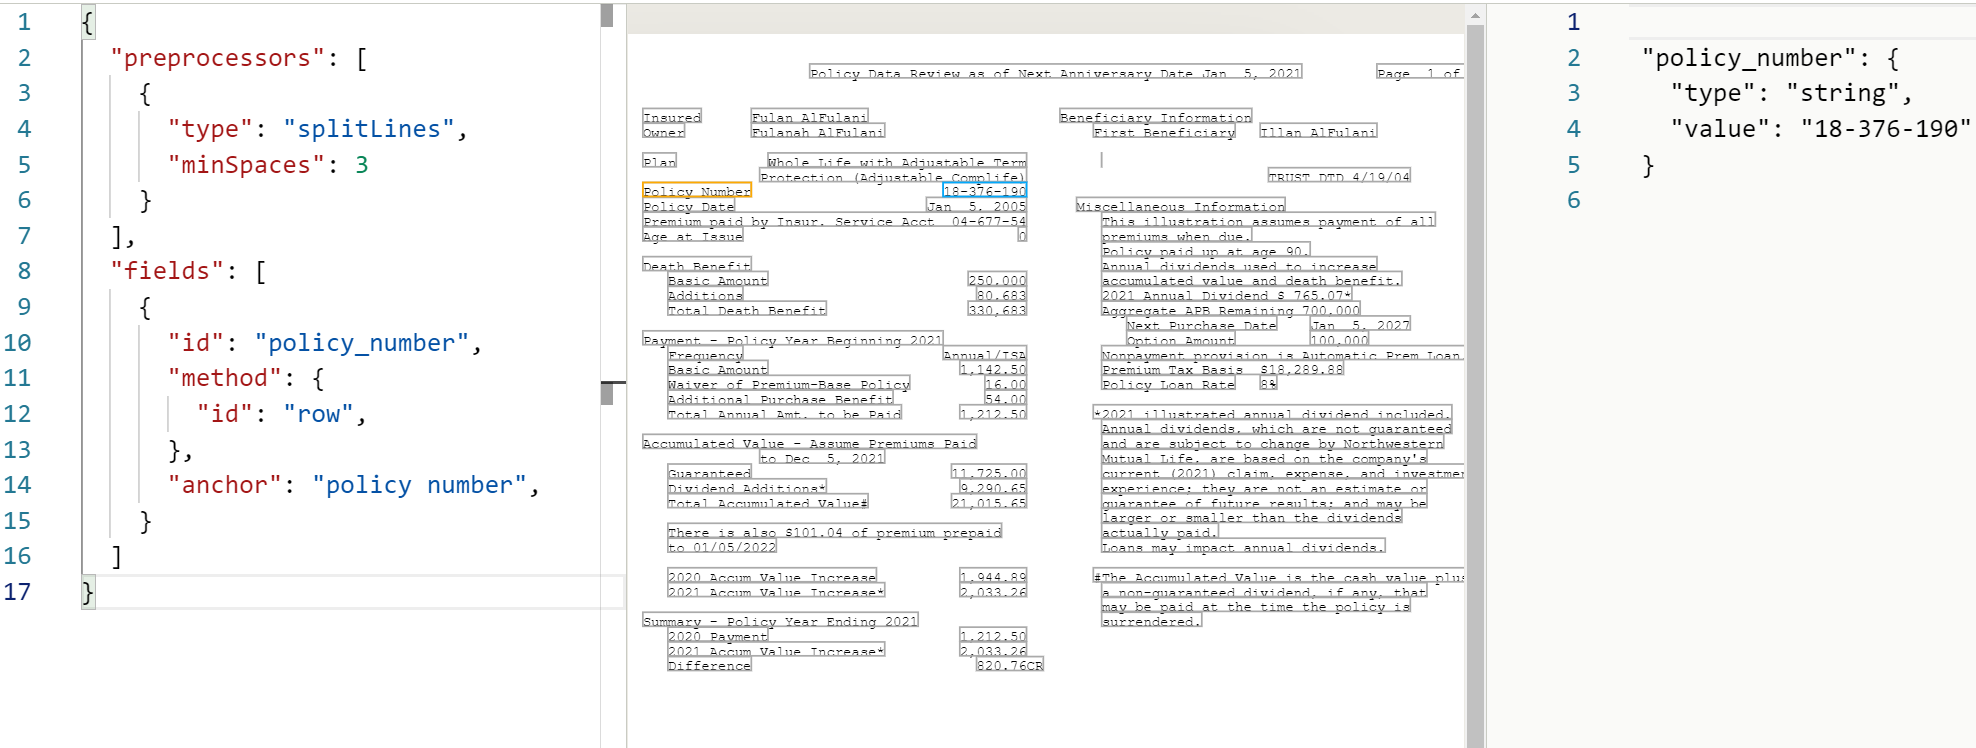 1 {
2 "preprocessors": [
3 {
4 "type": "splitLines",
5 "minSpaces": 3
6 }
7 ],
8 "fields": [
9 {
10 "id": "policy_number",
11 "method": {
12 "id": "row",
13 },
14 "anchor": "policy number",
15 }
16 ]
17 }
Policy Data Review as of Next Anniversary Date Jan 5, 2021
Page 1 of
Insured Fulan AlFulani
Owner Fulanah AlFulani
Plan Whole Life with Adjustable Term
Protection (Adjustable Complife)
Policy Number 18-376-190
Policy Date Jan 5, 2005
Premium paid by Insur. Service Acct 04-677-54
Age at Issue 0
Death Benefit
Basic Amount 250,000
Additions 80,683
Total Death Benefit 330,683
Payment - Policy Year Beginning 2021
Frequency Annual/ISA
Basic Amount 1,142.50
Waiver of Premium-Base Policy 16.00
Additional Purchase Benefit 54.00
Total Annual Amt. to be Paid 1,212.50
Accumulated Value - Assume Premiums Paid
to Dec 5, 2021
Guaranteed 11,725.00
Dividend Additions* 9,290.65
Total Accumulated Value# 21,015.65
There is also $101.04 of premium prepaid
to 01/05/2022
2020 Accum Value Increase 1,944.89
2021 Accum Value Increase* 2,033.26
Summary - Policy Year Ending 2021
2020 Payment 1,212.50
2021 Accum Value Increase* 2,033.26
Difference 820.76CR
Beneficiary Information
First Beneficiary Illan AlFulani
TRUST DTD 4/19/04
Miscellaneous Information
This illustration assumes payment of all
premiums when due.
Policy paid up at age 90.
Annual dividends used to increase
accumulated value and death benefit.
2021 Annual Dividend $ 765.07*
Aggregate APB Remaining 700,000
Next Purchase Date Jan 5, 2027
Option Amount 100,000
Nonpayment provision is Automatic Prem Loan
Premium Tax Basis $18,289.88
Policy Loan Rate 8%
*2021 illustrated annual dividend included.
Annual dividends, which are not guaranteed
and are subject to change by Northwestern
Mutual Life, are based on the company's
current (2021) claim, expense, and investmen
experience; they are not an estimate or
guarantee of future results; and may be
larger or smaller than the dividends
actually paid.
Loans may impact annual dividends.
#The Accumulated Value is the cash value plus
a non-guaranteed dividend, if any, that
may be paid at the time the policy is
surrendered.
1
2 "policy_number": {
3 "type": "string",
4 "value": "18-376-190"
5 }
6